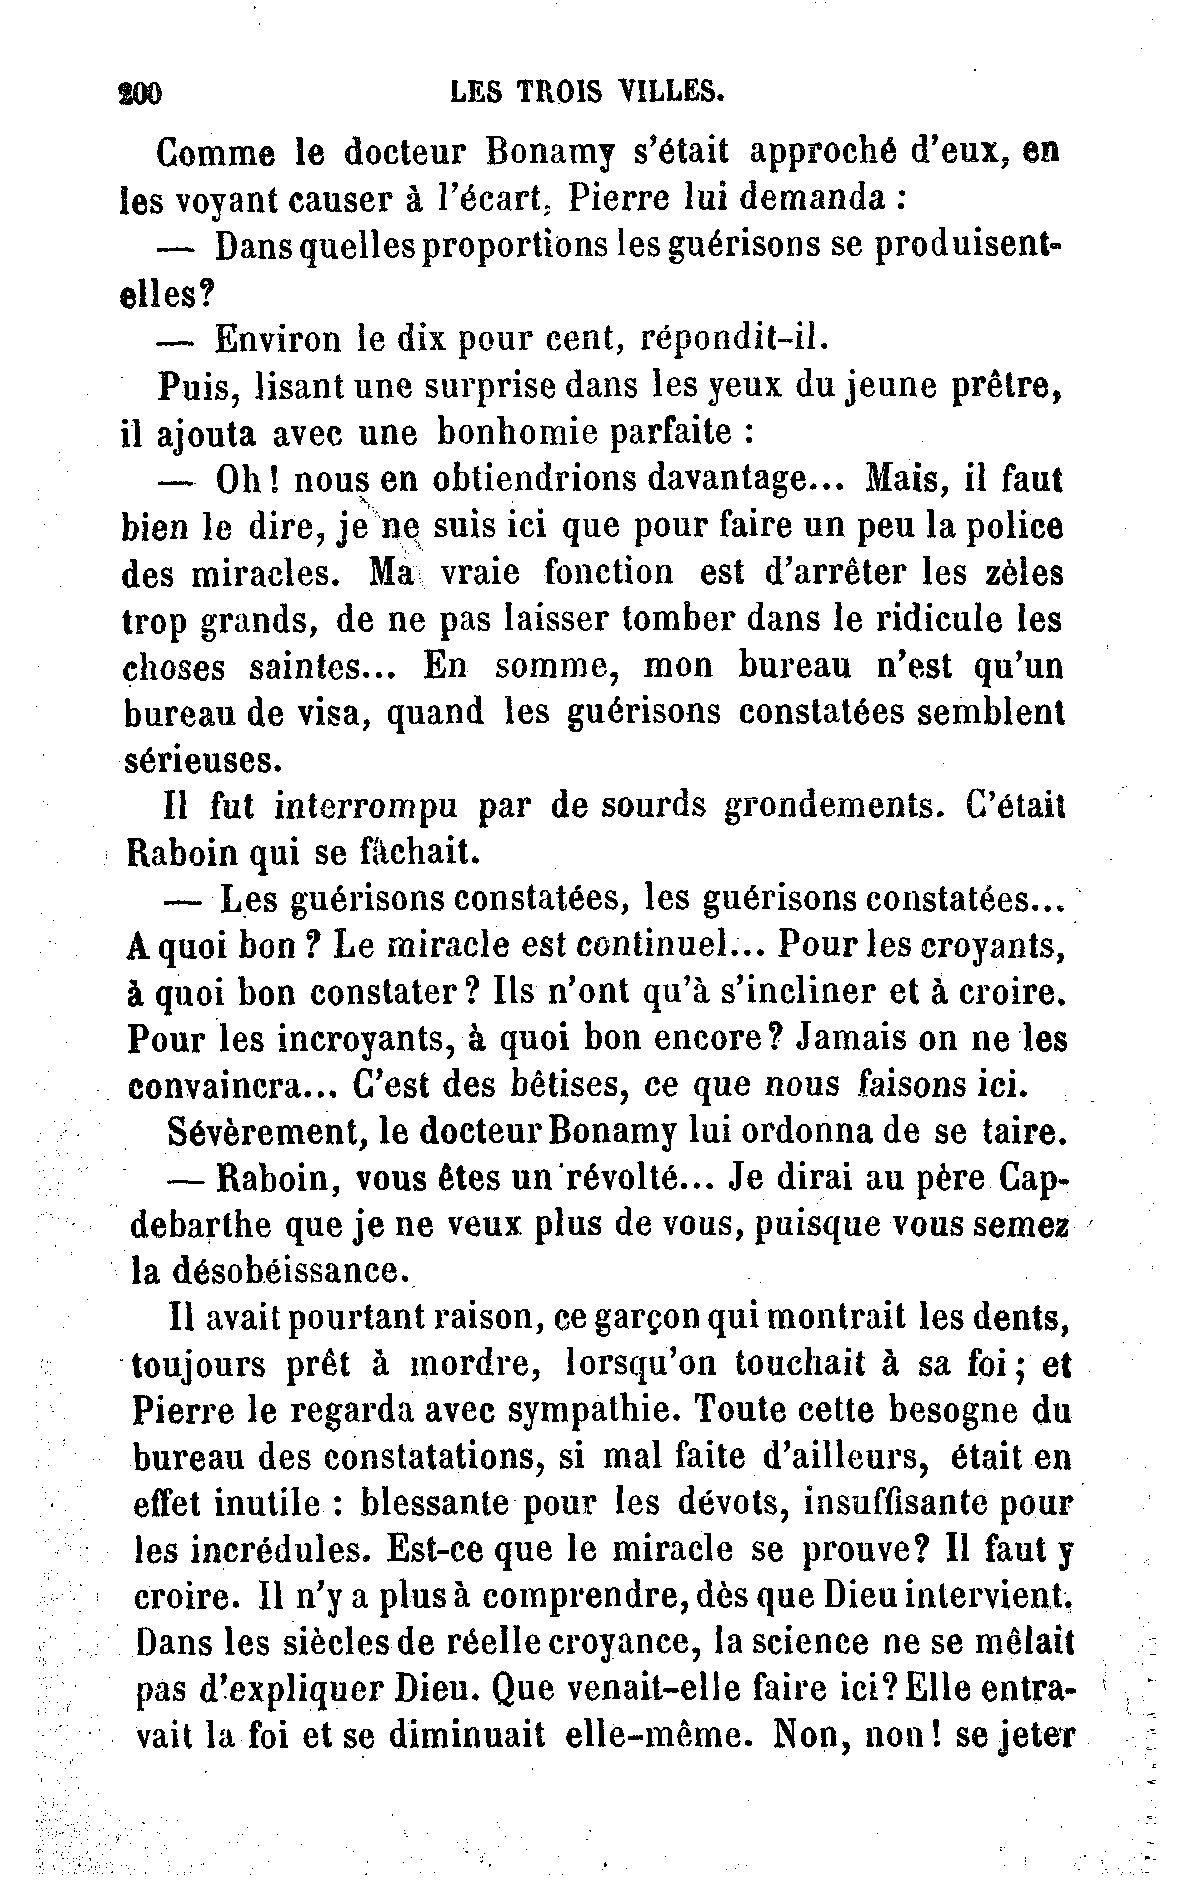 200 LES TROIS VILLES.
Comme le docteur Bonamy s'était approché d'eux, en
les voyant causer à l'écart, Pierre lui demanda :
— Dans quelles proportions les guérisons se produisent-
elles?
— Environ le dix pour cent, répondit-il.
Puis, lisant une surprise dans les yeux du jeune prêtre,
il ajouta avec une bonhomie parfaite :
— Oh! nous en obtiendrions davantage... Mais, il faut
bien le dire, je ne suis ici que pour faire un peu la police
des miracles. Ma vraie fonction est d'arrêter les zèles
trop grands, de ne pas laisser tomber dans le ridicule les
choses saintes... En somme, mon bureau n'est qu'un
bureau de visa, quand les guérisons constatées semblent
sérieuses.
Il fut interrompu par de sourds grondements. C'était
Raboin qui se fâchait.
— Les guérisons constatées, les guérisons constatées...
A quoi bon ? Le miracle est continuel... Pour les croyants,
à quoi bon constater? Ils n'ont qu'à s'incliner et à croire.
Pour les incroyants, à quoi bon encore? Jamais on ne les
convaincra... C'est des bêtises, ce que nous faisons ici.
Sévèrement, le docteur Bonamy lui ordonna de se taire.
— Raboin, vous êtes un révolté... Je dirai au père Cap-
debarthe que je ne veux plus de vous, puisque vous semez
la désobéissance.
Il avait pourtant raison, ce garçon qui montrait les dents,
toujours prêt à mordre, lorsqu'on touchait à sa foi; et
Pierre le regarda avec sympathie. Toute cette besogne du
bureau des constatations, si mal faite d'ailleurs, était en
effet inutile : blessante pour les dévots, insuffisante pour
les incrédules. Est-ce que le miracle se prouve? Il faut y
croire. Il n'y a plus à comprendre, dès que Dieu intervient.
Dans les siècles de réelle croyance, la science ne se mêlait
pas d'expliquer Dieu. Que venait-elle faire ici? Elle entra-
vait la foi et se diminuait elle-même. Non, non! se jeter